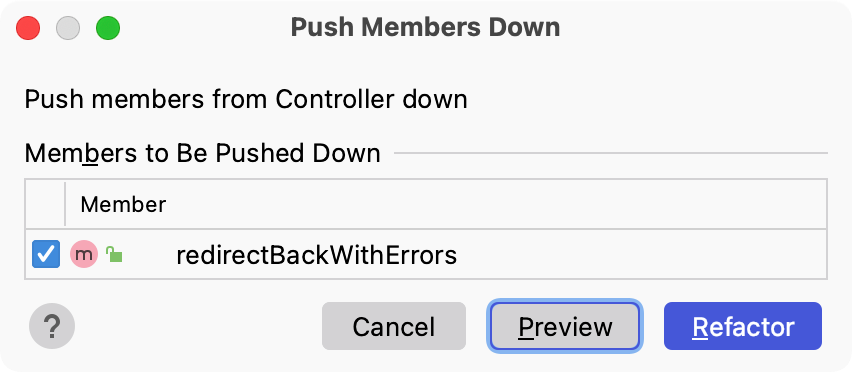 Push Members Down
Push members from Controller down
Members to Be Pushed Down
Member
m redirectBackWithErrors
? Cancel Preview Refactor